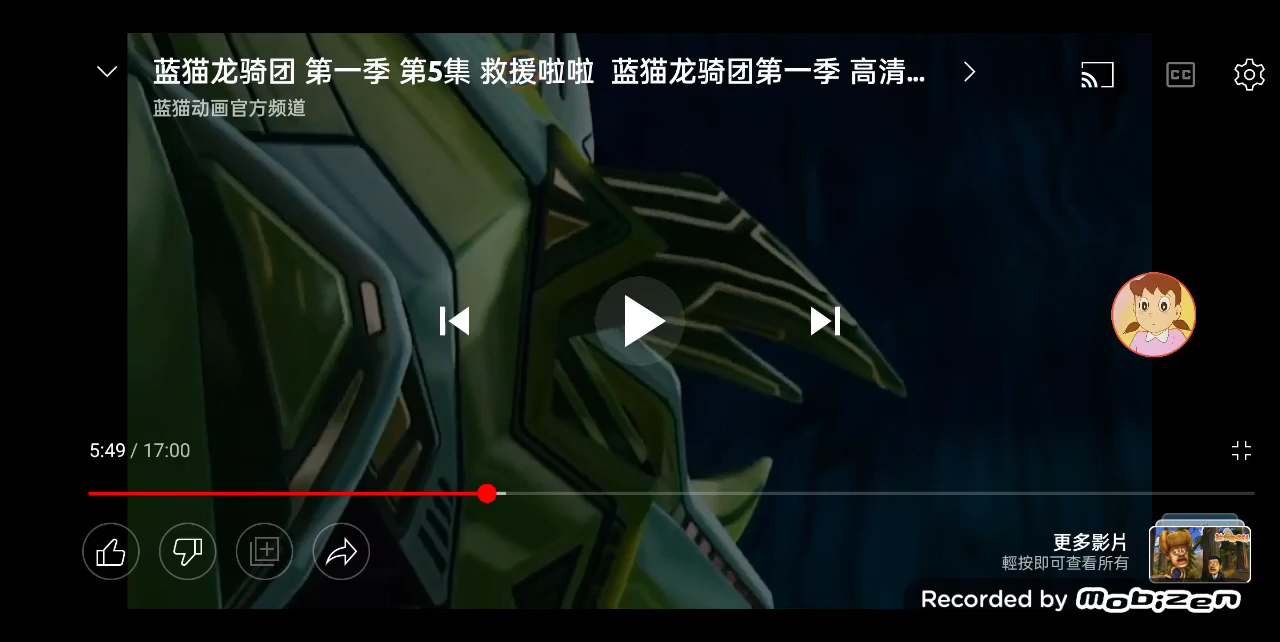 蓝猫龙骑团 第一季 第5集 救援啦啦 蓝猫龙骑团第一季 高清...
蓝猫动画官方频道
CC
5:49 / 17:00
更多影片
輕按即可查看所有
Recorded by mobizen